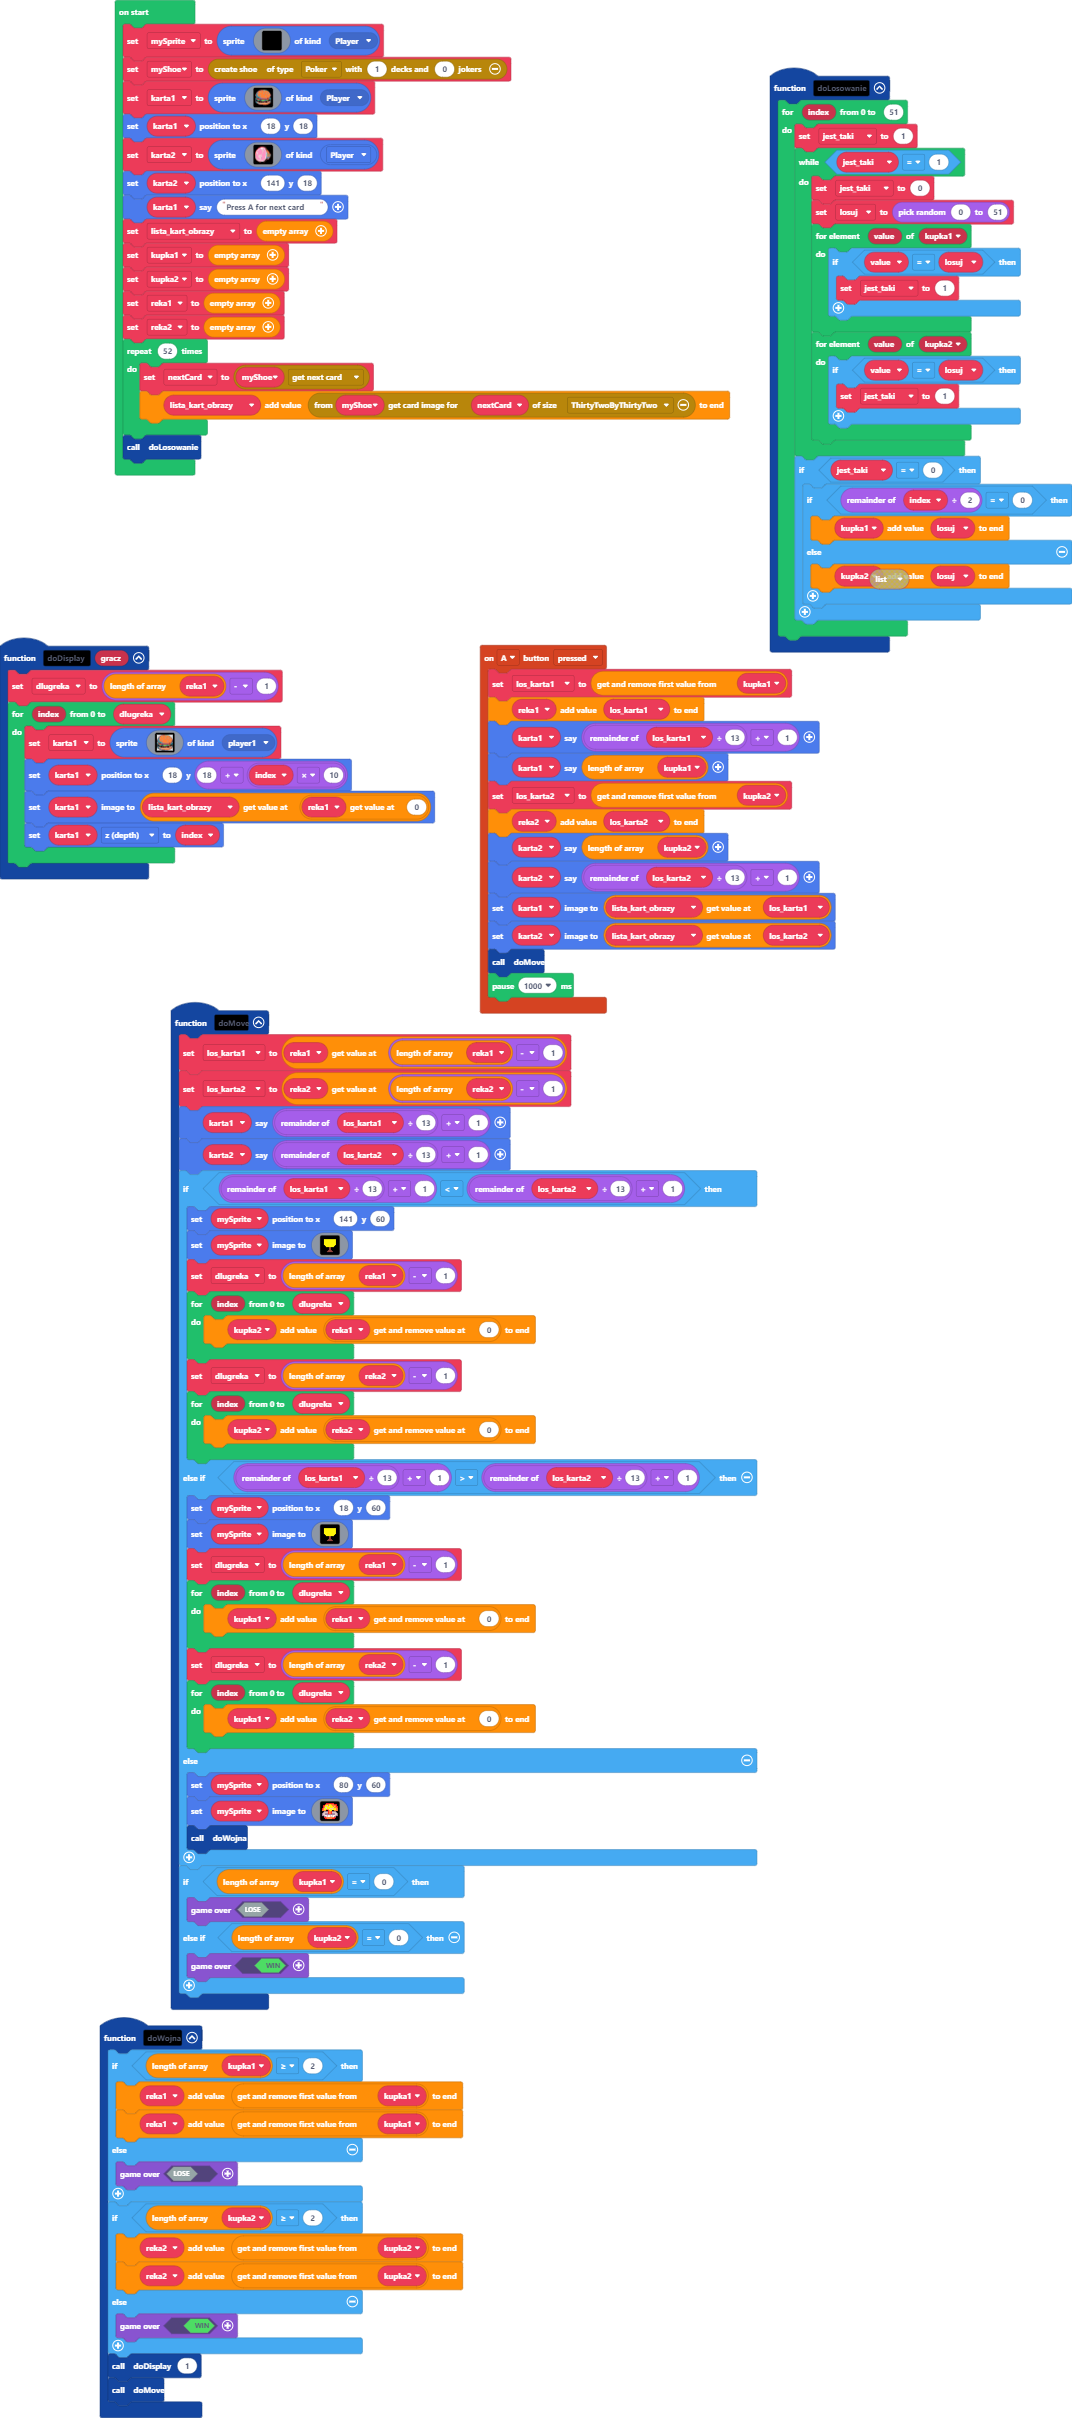 on start
set mySprite to sprite of kind Player
set myShoe to create shoe of type Poker with 1 decks and 0 jokers
set karta1 to sprite of kind Player
set karta1 position to x 18 y 18
set karta2 to sprite of kind Player
set karta2 position to x 141 y 18
karta1 say "Press A for next card"
set lista_kart_obrazy to empty array
set kupka1 to empty array
set kupka2 to empty array
set reka1 to empty array
set reka2 to empty array
repeat 52 times
do
set nextCard to myShoe get next card
lista_kart_obrazy add value from myShoe get card image for nextCard of size ThirtyTwoByThirtyTwo to end
call doLosowanie
function doLosowanie
for index from 0 to 51
do
set jest_taki to 1
while jest_taki = 1
do
set jest_taki to 0
set losuj to pick random 0 to 51
for element value of kupka1
do
if value = losuj then
set jest_taki to 1
for element value of kupka2
do
if value = losuj then
set jest_taki to 1
if jest_taki = 0 then
if remainder of index ÷ 2 = 0 then
kupka1 add value losuj to end
else
kupka2 list alue losuj to end
function doDisplay gracz
set dlugreka to length of array reka1 - 1
for index from 0 to dlugreka
do
set karta1 to sprite of kind player1
set karta1 position to x 18 y 18 + index × 10
set karta1 image to lista_kart_obrazy get value at reka1 get value at 0
set karta1 z (depth) to index
on A button pressed
set los_karta1 to get and remove first value from kupka1
reka1 add value los_karta1 to end
karta1 say remainder of los_karta1 ÷ 13 + 1
karta1 say length of array kupka1
set los_karta2 to get and remove first value from kupka2
reka2 add value los_karta2 to end
karta2 say length of array kupka2
karta2 say remainder of los_karta2 ÷ 13 + 1
set karta1 image to lista_kart_obrazy get value at los_karta1
set karta2 image to lista_kart_obrazy get value at los_karta2
call doMove
pause 1000 ms
function doMove
set los_karta1 to reka1 get value at length of array reka1 - 1
set los_karta2 to reka2 get value at length of array reka2 - 1
karta1 say remainder of los_karta1 ÷ 13 + 1
karta2 say remainder of los_karta2 ÷ 13 + 1
if remainder of los_karta1 ÷ 13 + 1 < remainder of los_karta2 ÷ 13 + 1 then
set mySprite position to x 141 y 60
set mySprite image to
set dlugreka to length of array reka1 - 1
for index from 0 to dlugreka
do
kupka2 add value reka1 get and remove value at 0 to end
set dlugreka to length of array reka2 - 1
for index from 0 to dlugreka
do
kupka2 add value reka2 get and remove value at 0 to end
else if remainder of los_karta1 ÷ 13 + 1 > remainder of los_karta2 ÷ 13 + 1 then
set mySprite position to x 18 y 60
set mySprite image to
set dlugreka to length of array reka1 - 1
for index from 0 to dlugreka
do
kupka1 add value reka1 get and remove value at 0 to end
set dlugreka to length of array reka2 - 1
for index from 0 to dlugreka
do
kupka1 add value reka2 get and remove value at 0 to end
else
set mySprite position to x 80 y 60
set mySprite image to
call doWojna
if length of array kupka1 = 0 then
game over LOSE
else if length of array kupka2 = 0 then
game over WIN
function doWojna
if length of array kupka1 ≥ 2 then
reka1 add value get and remove first value from kupka1 to end
reka1 add value get and remove first value from kupka1 to end
else
game over LOSE
if length of array kupka2 ≥ 2 then
reka2 add value get and remove first value from kupka2 to end
reka2 add value get and remove first value from kupka2 to end
else
game over WIN
call doDisplay 1
call doMove